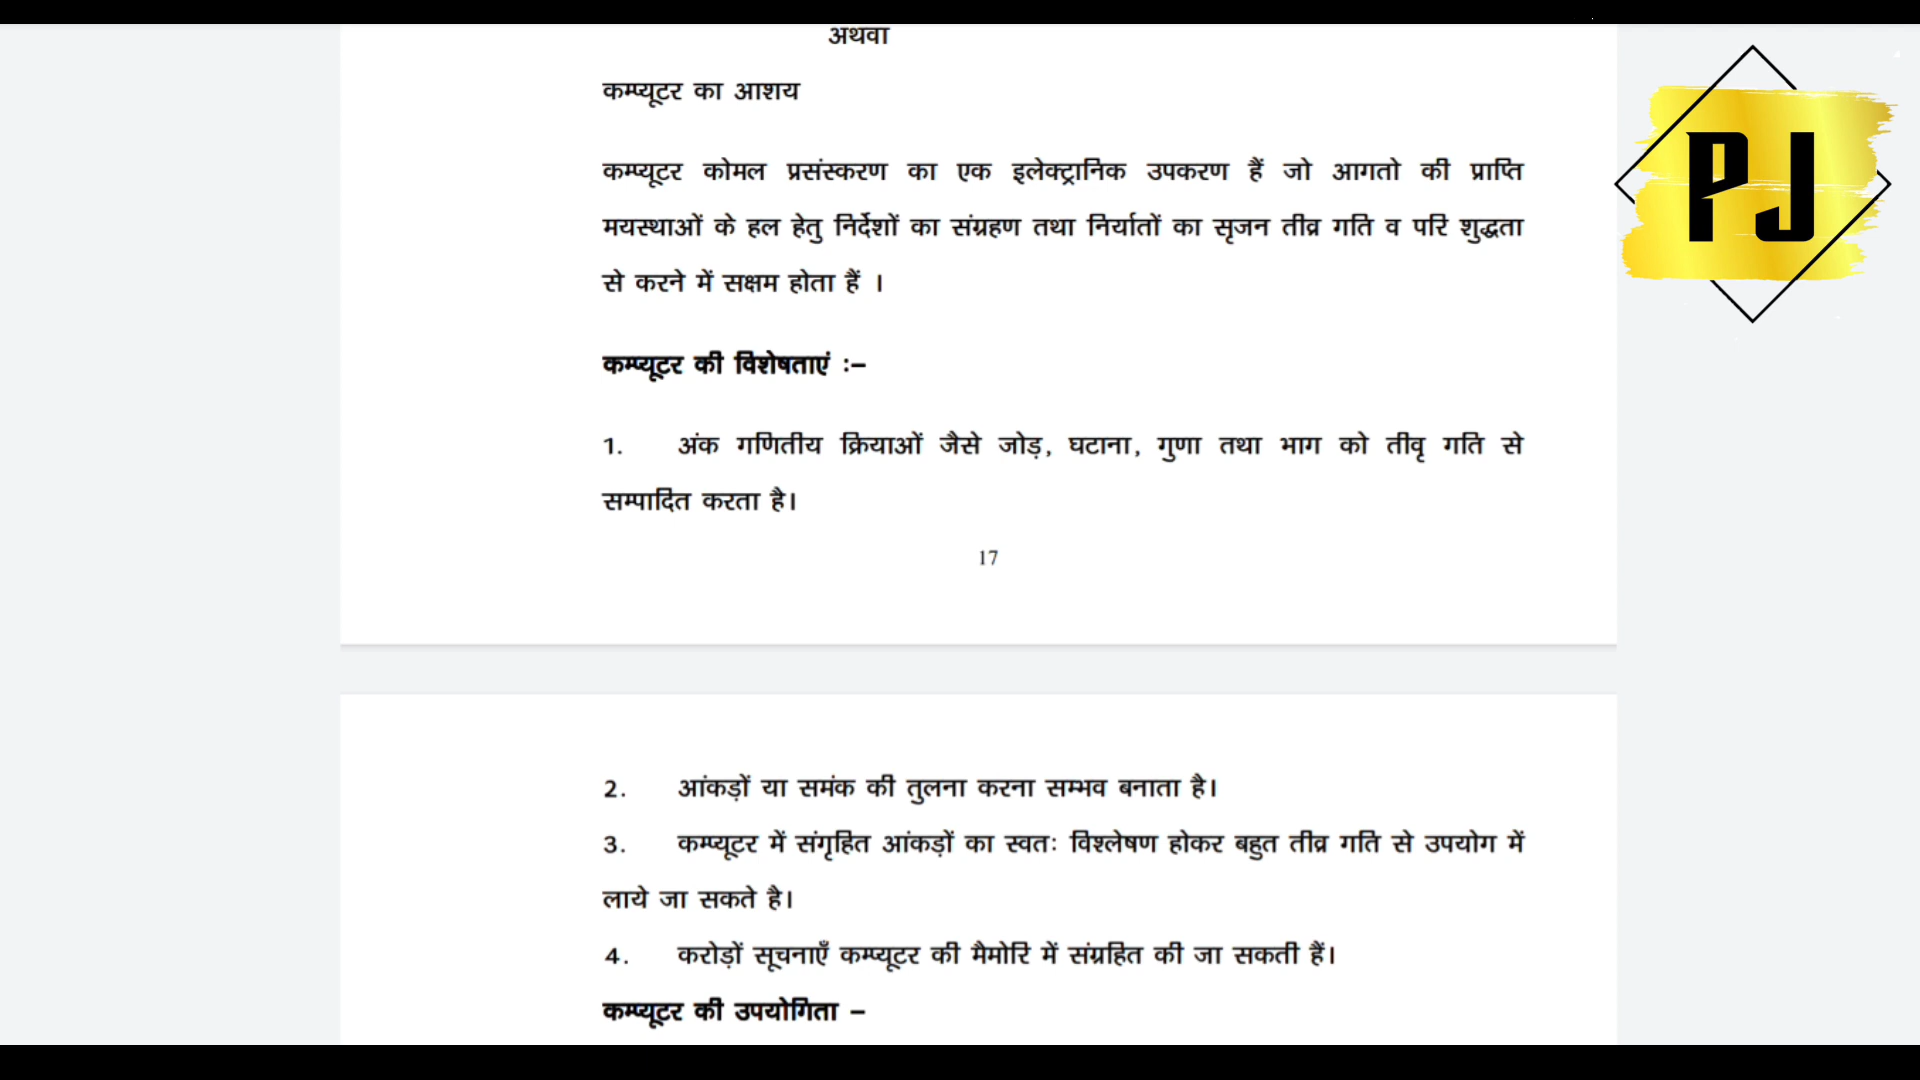 अथवा
कम्प्यूटर का आशय
कम्प्यूटर कोमल प्रसंस्करण का एक इलेक्ट्रानिक उपकरण हैं जो आगतो की प्राप्ति
मयस्थाओं के हल हेतु निर्देशों का संग्रहण तथा निर्यातों का सृजन तीव्र गति व परि शुद्धता
से करने में सक्षम होता हैं ।
कम्प्यूटर की विशेषताएं :–
1. अंक गणितीय क्रियाओं जैसे जोड़, घटाना, गुणा तथा भाग को तीवृ गति से
सम्पादित करता है।
17
2. आंकड़ों या समंक की तुलना करना सम्भव बनाता है।
3. कम्प्यूटर में संगृहित आंकड़ों का स्वतः विश्लेषण होकर बहुत तीव्र गति से उपयोग में
लाये जा सकते है।
4. करोड़ों सूचनाएँ कम्प्यूटर की मैमोरि में संग्रहित की जा सकती हैं।
कम्प्यूटर की उपयोगिता –
PJ